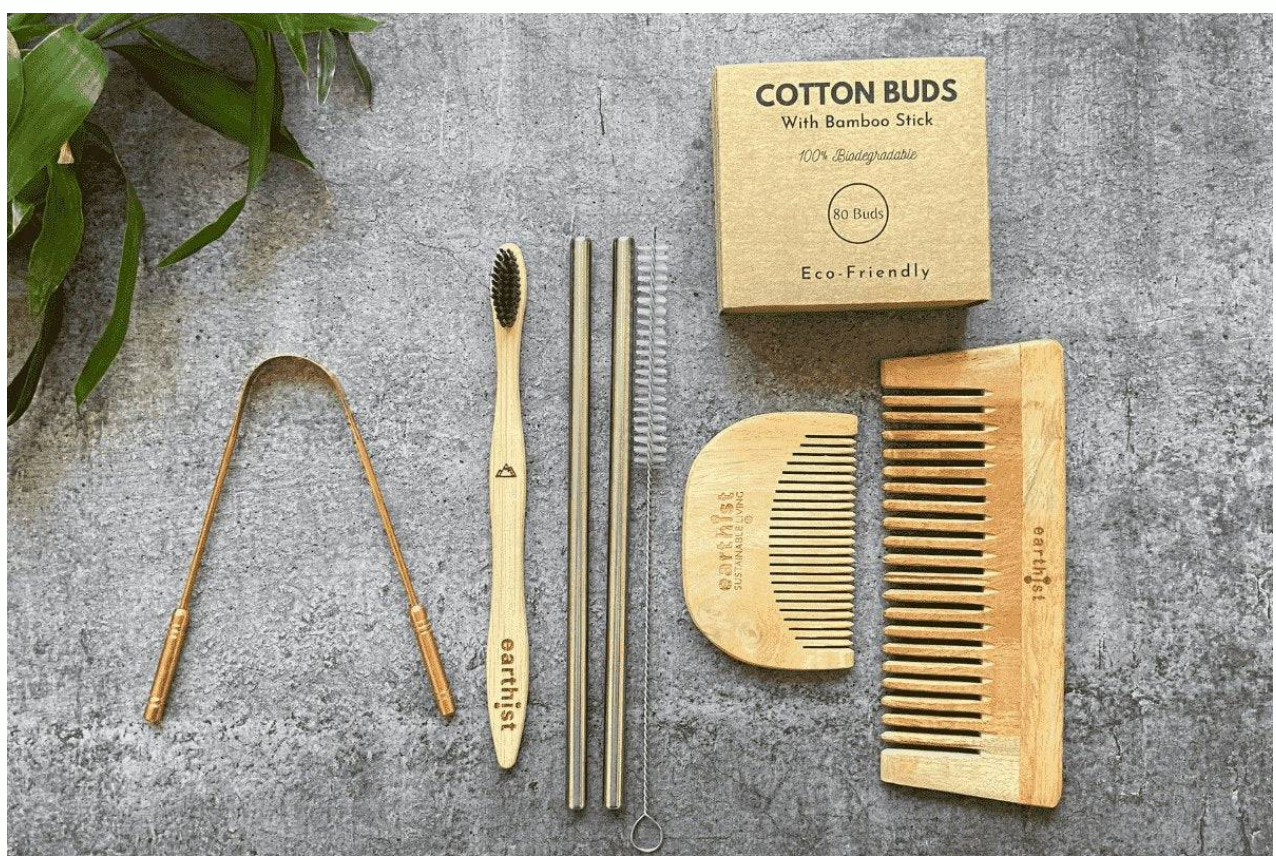 COTTON BUDS
With Bamboo Stick
100% Biodegradable
80 Buds
Eco-Friendly
earthist
earthist
SUSTAINABLE LIVING
earthist